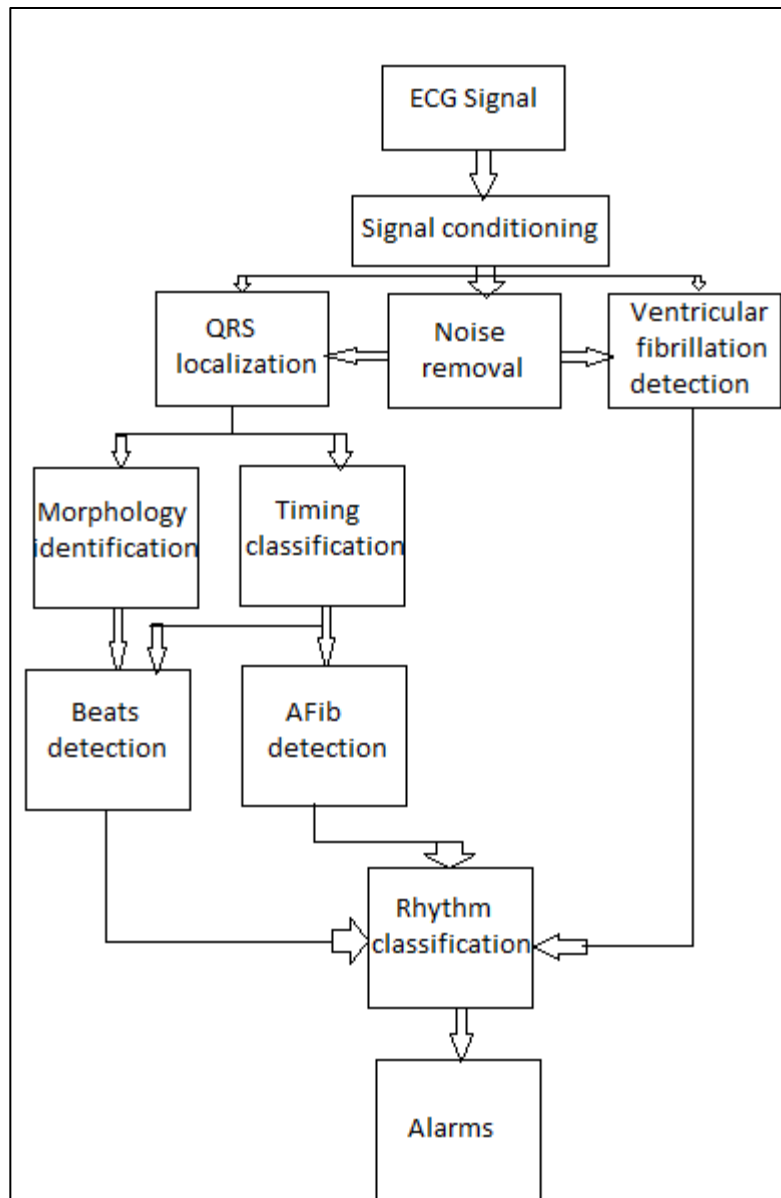 ECG Signal
Signal conditioning
QRS
localization
Noise
removal
Ventricular
fibrillation
detection
Morphology
identification
Timing
classification
Beats
detection
AFib
detection
Rhythm
classification
Alarms